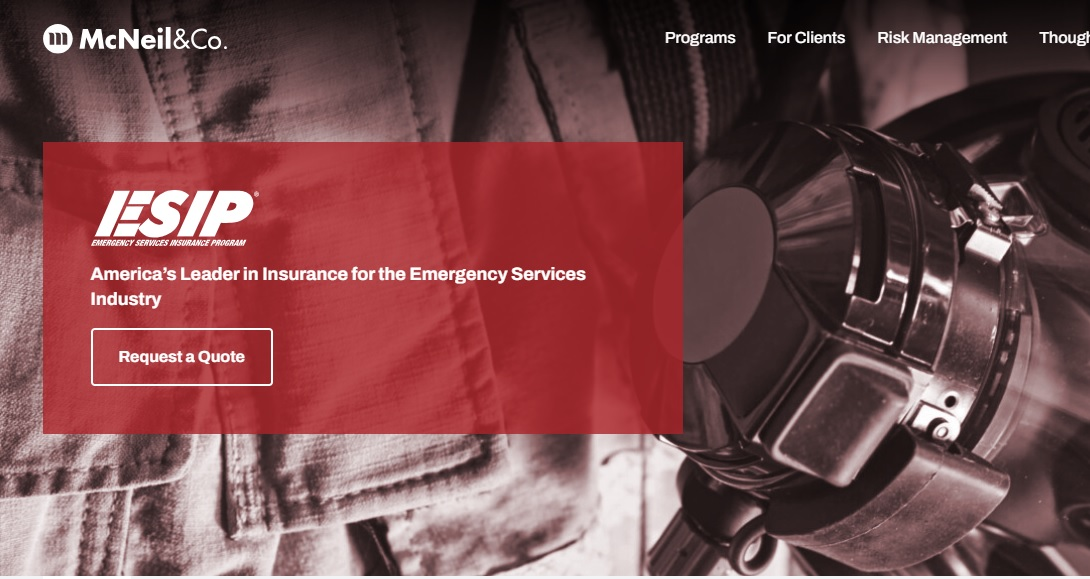 McNeil&Co.
Programs For Clients Risk Management Though
ESIP®
EMERGENCY SERVICES INSURANCE PROGRAM
America’s Leader in Insurance for the Emergency Services
Industry
Request a Quote